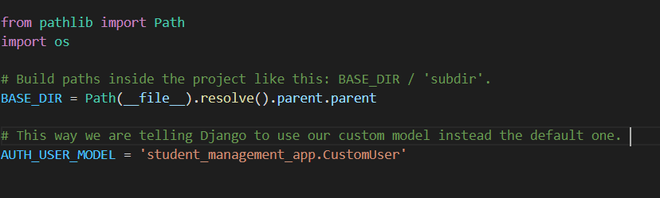 from pathlib import Path
import os
# Build paths inside the project like this: BASE_DIR / 'subdir'.
BASE_DIR = Path(__file__).resolve().parent.parent
# This way we are telling Django to use our custom model instead the default one.
AUTH_USER_MODEL = 'student_management_app.CustomUser'